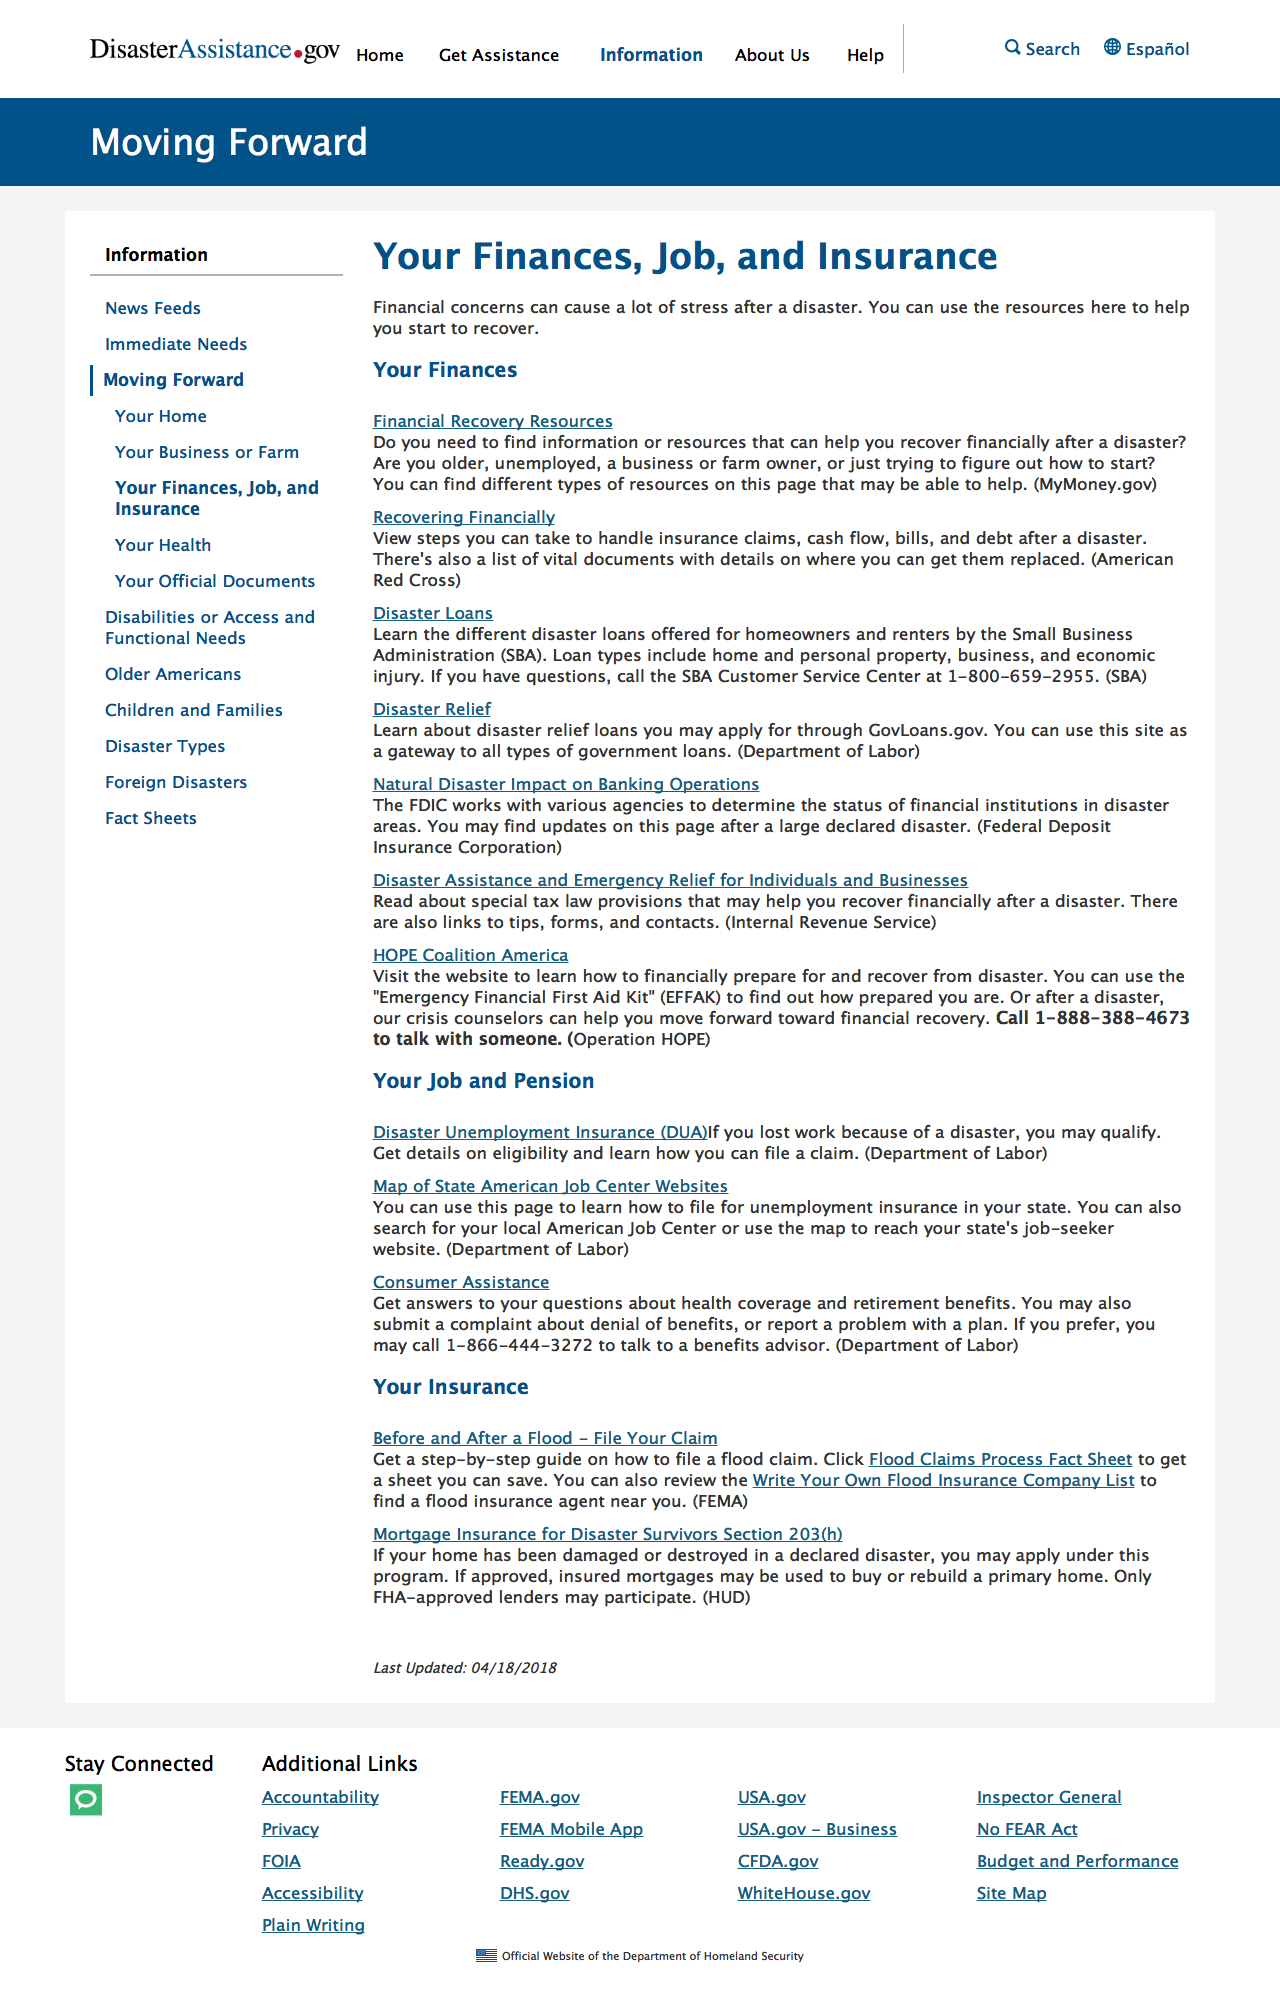 DisasterAssistance.gov
Home
Get Assistance
Information
About Us
Help
Search
Español
Moving Forward
Information
News Feeds
Immediate Needs
Moving Forward
Your Home
Your Business or Farm
Your Finances, Job, and
Insurance
Your Health
Your Official Documents
Disabilities or Access and
Functional Needs
Older Americans
Children and Families
Disaster Types
Foreign Disasters
Fact Sheets
Your Finances, Job, and Insurance
Financial concerns can cause a lot of stress after a disaster. You can use the resources here to help
you start to recover.
Your Finances
Financial Recovery Resources
Do you need to find information or resources that can help you recover financially after a disaster?
Are you older, unemployed, a business or farm owner, or just trying to figure out how to start?
You can find different types of resources on this page that may be able to help. (MyMoney.gov)
Recovering Financially
View steps you can take to handle insurance claims, cash flow, bills, and debt after a disaster.
There's also a list of vital documents with details on where you can get them replaced. (American
Red Cross)
Disaster Loans
Learn the different disaster loans offered for homeowners and renters by the Small Business
Administration (SBA). Loan types include home and personal property, business, and economic
injury. If you have questions, call the SBA Customer Service Center at 1-800-659-2955. (SBA)
Disaster Relief
Learn about disaster relief loans you may apply for through GovLoans.gov. You can use this site as
a gateway to all types of government loans. (Department of Labor)
Natural Disaster Impact on Banking Operations
The FDIC works with various agencies to determine the status of financial institutions in disaster
areas. You may find updates on this page after a large declared disaster. (Federal Deposit
Insurance Corporation)
Disaster Assistance and Emergency Relief for Individuals and Businesses
Read about special tax law provisions that may help you recover financially after a disaster. There
are also links to tips, forms, and contacts. (Internal Revenue Service)
HOPE Coalition America
Visit the website to learn how to financially prepare for and recover from disaster. You can use the
"Emergency Financial First Aid Kit" (EFFAK) to find out how prepared you are. Or after a disaster,
our crisis counselors can help you move forward toward financial recovery. Call 1-888-388-4673
to talk with someone. (Operation HOPE)
Your Job and Pension
Disaster Unemployment Insurance (DUA)If you lost work because of a disaster, you may qualify.
Get details on eligibility and learn how you can file a claim. (Department of Labor)
Map of State American Job Center Websites
You can use this page to learn how to file for unemployment insurance in your state. You can also
search for your local American Job Center or use the map to reach your state's job-seeker
website. (Department of Labor)
Consumer Assistance
Get answers to your questions about health coverage and retirement benefits. You may also
submit a complaint about denial of benefits, or report a problem with a plan. If you prefer, you
may call 1-866-444-3272 to talk to a benefits advisor. (Department of Labor)
Your Insurance
Before and After a Flood - File Your Claim
Get a step-by-step guide on how to file a flood claim. Click Flood Claims Process Fact Sheet to get
a sheet you can save. You can also review the Write Your Own Flood Insurance Company List to
find a flood insurance agent near you. (FEMA)
Mortgage Insurance for Disaster Survivors Section 203(h)
If your home has been damaged or destroyed in a declared disaster, you may apply under this
program. If approved, insured mortgages may be used to buy or rebuild a primary home. Only
FHA-approved lenders may participate. (HUD)
Last Updated: 04/18/2018
Stay Connected
Additional Links
Accountability
Privacy
FOIA
Accessibility
Plain Writing
FEMA.gov
FEMA Mobile App
Ready.gov
DHS.gov
USA.gov
USA.gov - Business
CFDA.gov
WhiteHouse.gov
Inspector General
No FEAR Act
Budget and Performance
Site Map
Official Website of the Department of Homeland Security